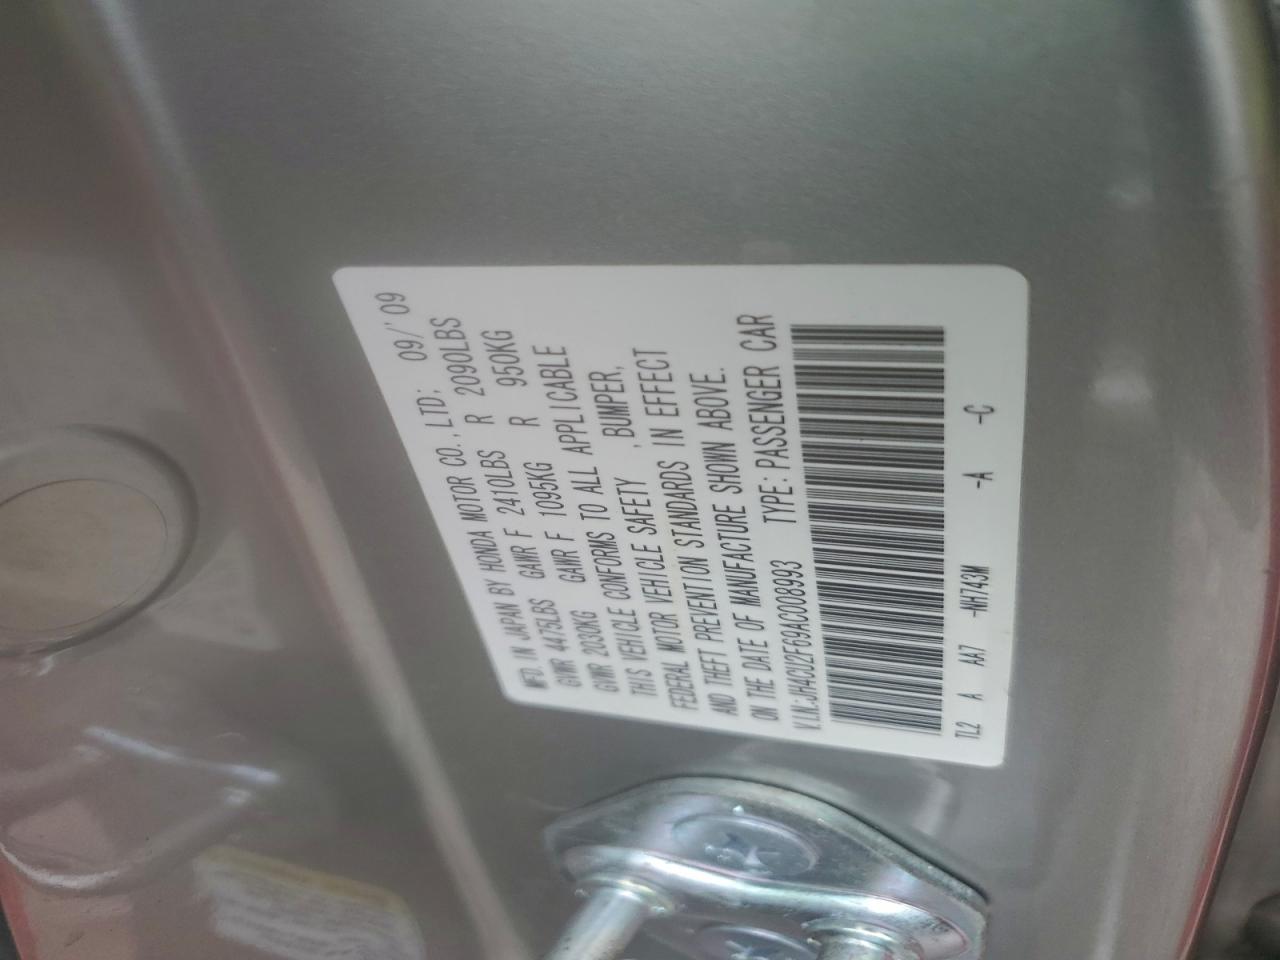 MFD. IN JAPAN BY HONDA MOTOR CO., LTD: 09/'09
GVWR 4475LBS GAWR F 2410LBS R 2090LBS
GVWR 2030KG GAWR F 1095KG R 950KG
THIS VEHICLE CONFORMS TO ALL APPLICABLE
FEDERAL MOTOR VEHICLE SAFETY , BUMPER,
AND THEFT PREVENTION STANDARDS IN EFFECT
ON THE DATE OF MANUFACTURE SHOWN ABOVE.
V.I.N.:JH4CU2F69AC008993 TYPE: PASSENGER CAR
TL2 A AA7 -NH743M -A -C